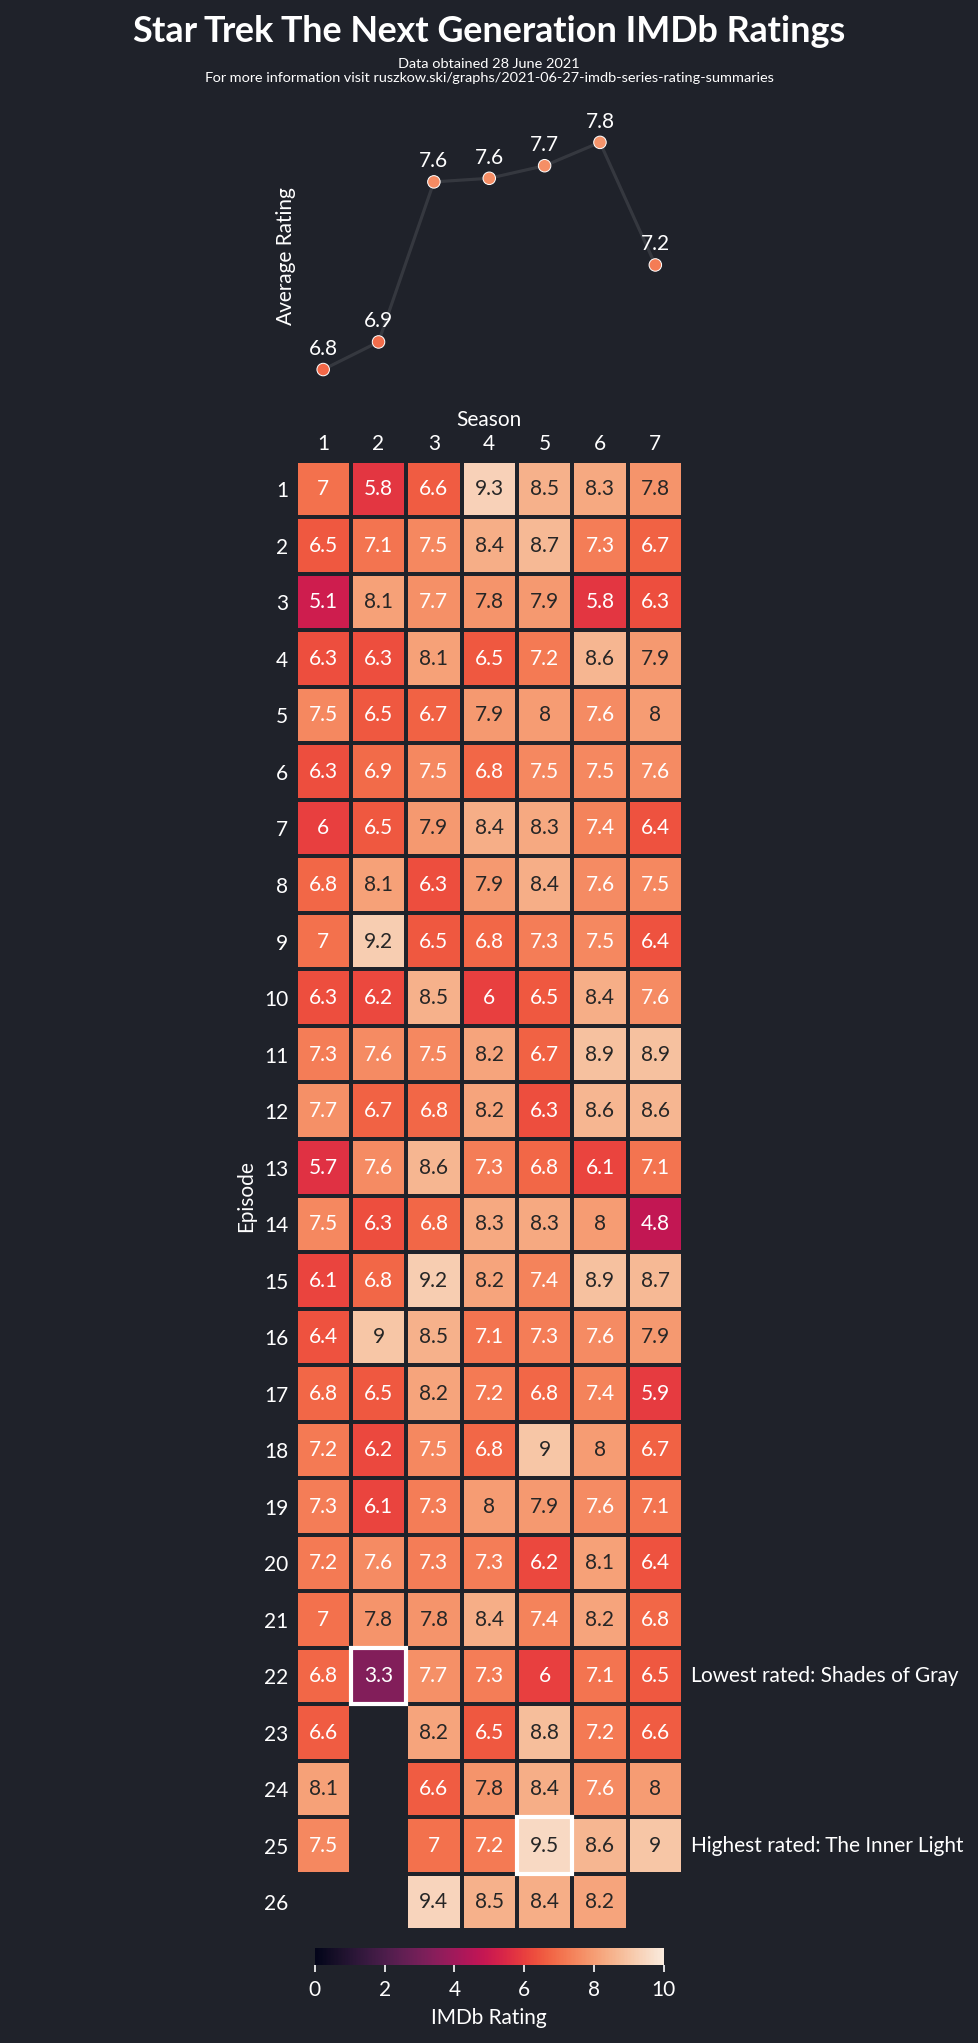 Star Trek The Next Generation IMDb Ratings
Data obtained 28 June 2021
For more information visit ruszkow.ski/graphs/2021-06-27-imdb-series-rating-summaries
7.8
7.7
7.6 7.6
7.2
6.9
6.8
Average Rating
Season
1 2 3 4 5 6 7
1 7 5.8 6.6 9.3 8.5 8.3 7.8
2 6.5 7.1 7.5 8.4 8.7 7.3 6.7
3 5.1 8.1 7.7 7.8 7.9 5.8 6.3
4 6.3 6.3 8.1 6.5 7.2 8.6 7.9
5 7.5 6.5 6.7 7.9 8 7.6 8
6 6.3 6.9 7.5 6.8 7.5 7.5 7.6
7 6 6.5 7.9 8.4 8.3 7.4 6.4
8 6.8 8.1 6.3 7.9 8.4 7.6 7.5
9 7 9.2 6.5 6.8 7.3 7.5 6.4
10 6.3 6.2 8.5 6 6.5 8.4 7.6
11 7.3 7.6 7.5 8.2 6.7 8.9 8.9
12 7.7 6.7 6.8 8.2 6.3 8.6 8.6
13 5.7 7.6 8.6 7.3 6.8 6.1 7.1
Episode
14 7.5 6.3 6.8 8.3 8.3 8 4.8
15 6.1 6.8 9.2 8.2 7.4 8.9 8.7
16 6.4 9 8.5 7.1 7.3 7.6 7.9
17 6.8 6.5 8.2 7.2 6.8 7.4 5.9
18 7.2 6.2 7.5 6.8 9 8 6.7
19 7.3 6.1 7.3 8 7.9 7.6 7.1
20 7.2 7.6 7.3 7.3 6.2 8.1 6.4
21 7 7.8 7.8 8.4 7.4 8.2 6.8
22 6.8 3.3 7.7 7.3 6 7.1 6.5 Lowest rated: Shades of Gray
23 6.6 8.2 6.5 8.8 7.2 6.6
24 8.1 6.6 7.8 8.4 7.6 8
25 7.5 7 7.2 9.5 8.6 9 Highest rated: The Inner Light
26 9.4 8.5 8.4 8.2
0 2 4 6 8 10
IMDb Rating